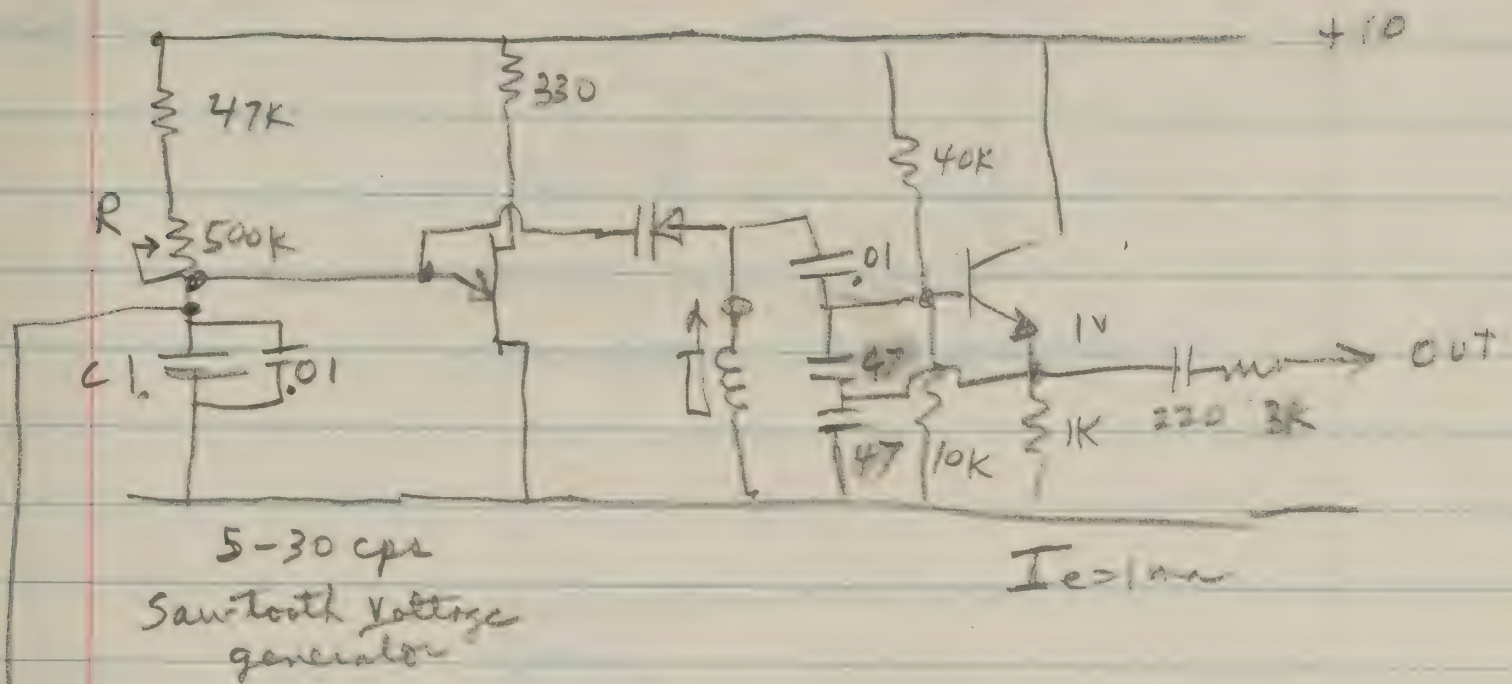 +10
47K
330
40K
R
500K
.01
1V
C 1.
.01
47
OUT
220 3K
1K
47
10K
5-30 cps
Saw-tooth Voltage
generator
Ie=1ma